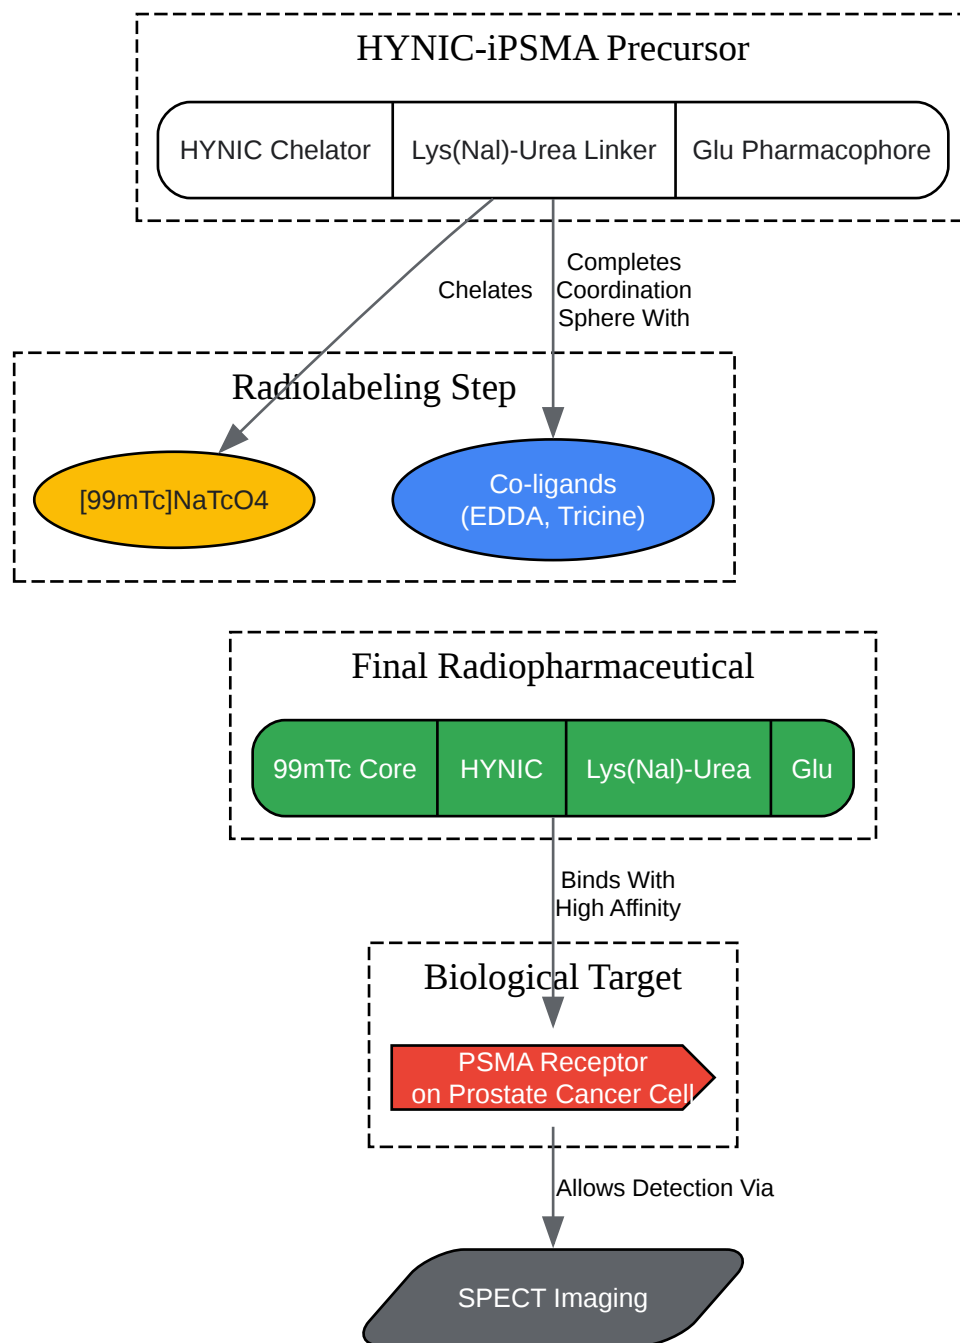 HYNIC-iPSMA Precursor
HYNIC Chelator
Lys(Nal)-Urea Linker
Glu Pharmacophore
Chelates
Completes
Coordination
Sphere With
Radiolabeling Step
[99mTc]NaTcO4
Co-ligands
(EDDA, Tricine)
Final Radiopharmaceutical
99mTc Core
HYNIC
Lys(Nal)-Urea
Glu
Binds With
High Affinity
Biological Target
PSMA Receptor
on Prostate Cancer Cell
Allows Detection Via
SPECT Imaging